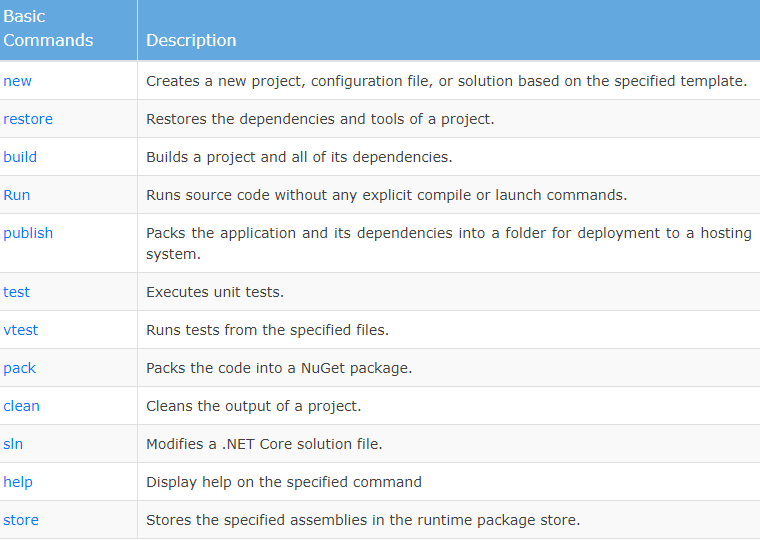 Basic
Commands Description
new Creates a new project, configuration file, or solution based on the specified template.
restore Restores the dependencies and tools of a project.
build Builds a project and all of its dependencies.
Run Runs source code without any explicit compile or launch commands.
publish Packs the application and its dependencies into a folder for deployment to a hosting
system.
test Executes unit tests.
vtest Runs tests from the specified files.
pack Packs the code into a NuGet package.
clean Cleans the output of a project.
sln Modifies a .NET Core solution file.
help Display help on the specified command
store Stores the specified assemblies in the runtime package store.